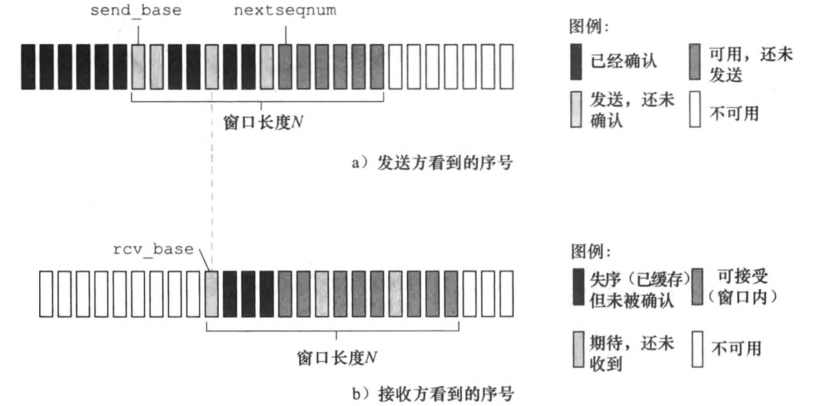 send_base
nextseqnum
窗口长度N
a）发送方看到的序号
图例：
已经确认
可用，还未
发送
发送，还未
确认
不可用
rcv_base
窗口长度N
b）接收方看到的序号
图例：
失序（已缓存）
但未被确认
可接受
（窗口内）
期待，还未
收到
不可用